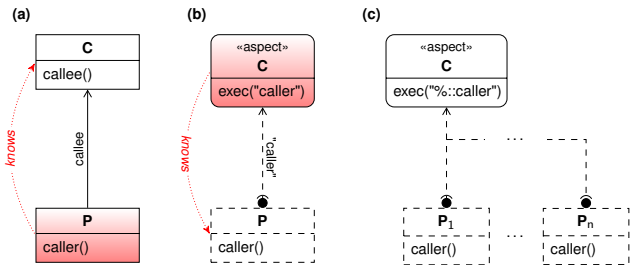 (a)
C
callee()
knows
callee
P
caller()
(b)
«aspect»
C
exec("caller")
knows
"caller"
P
caller()
(c)
«aspect»
C
exec("%::caller")
...
P1
caller()
...
Pn
caller()